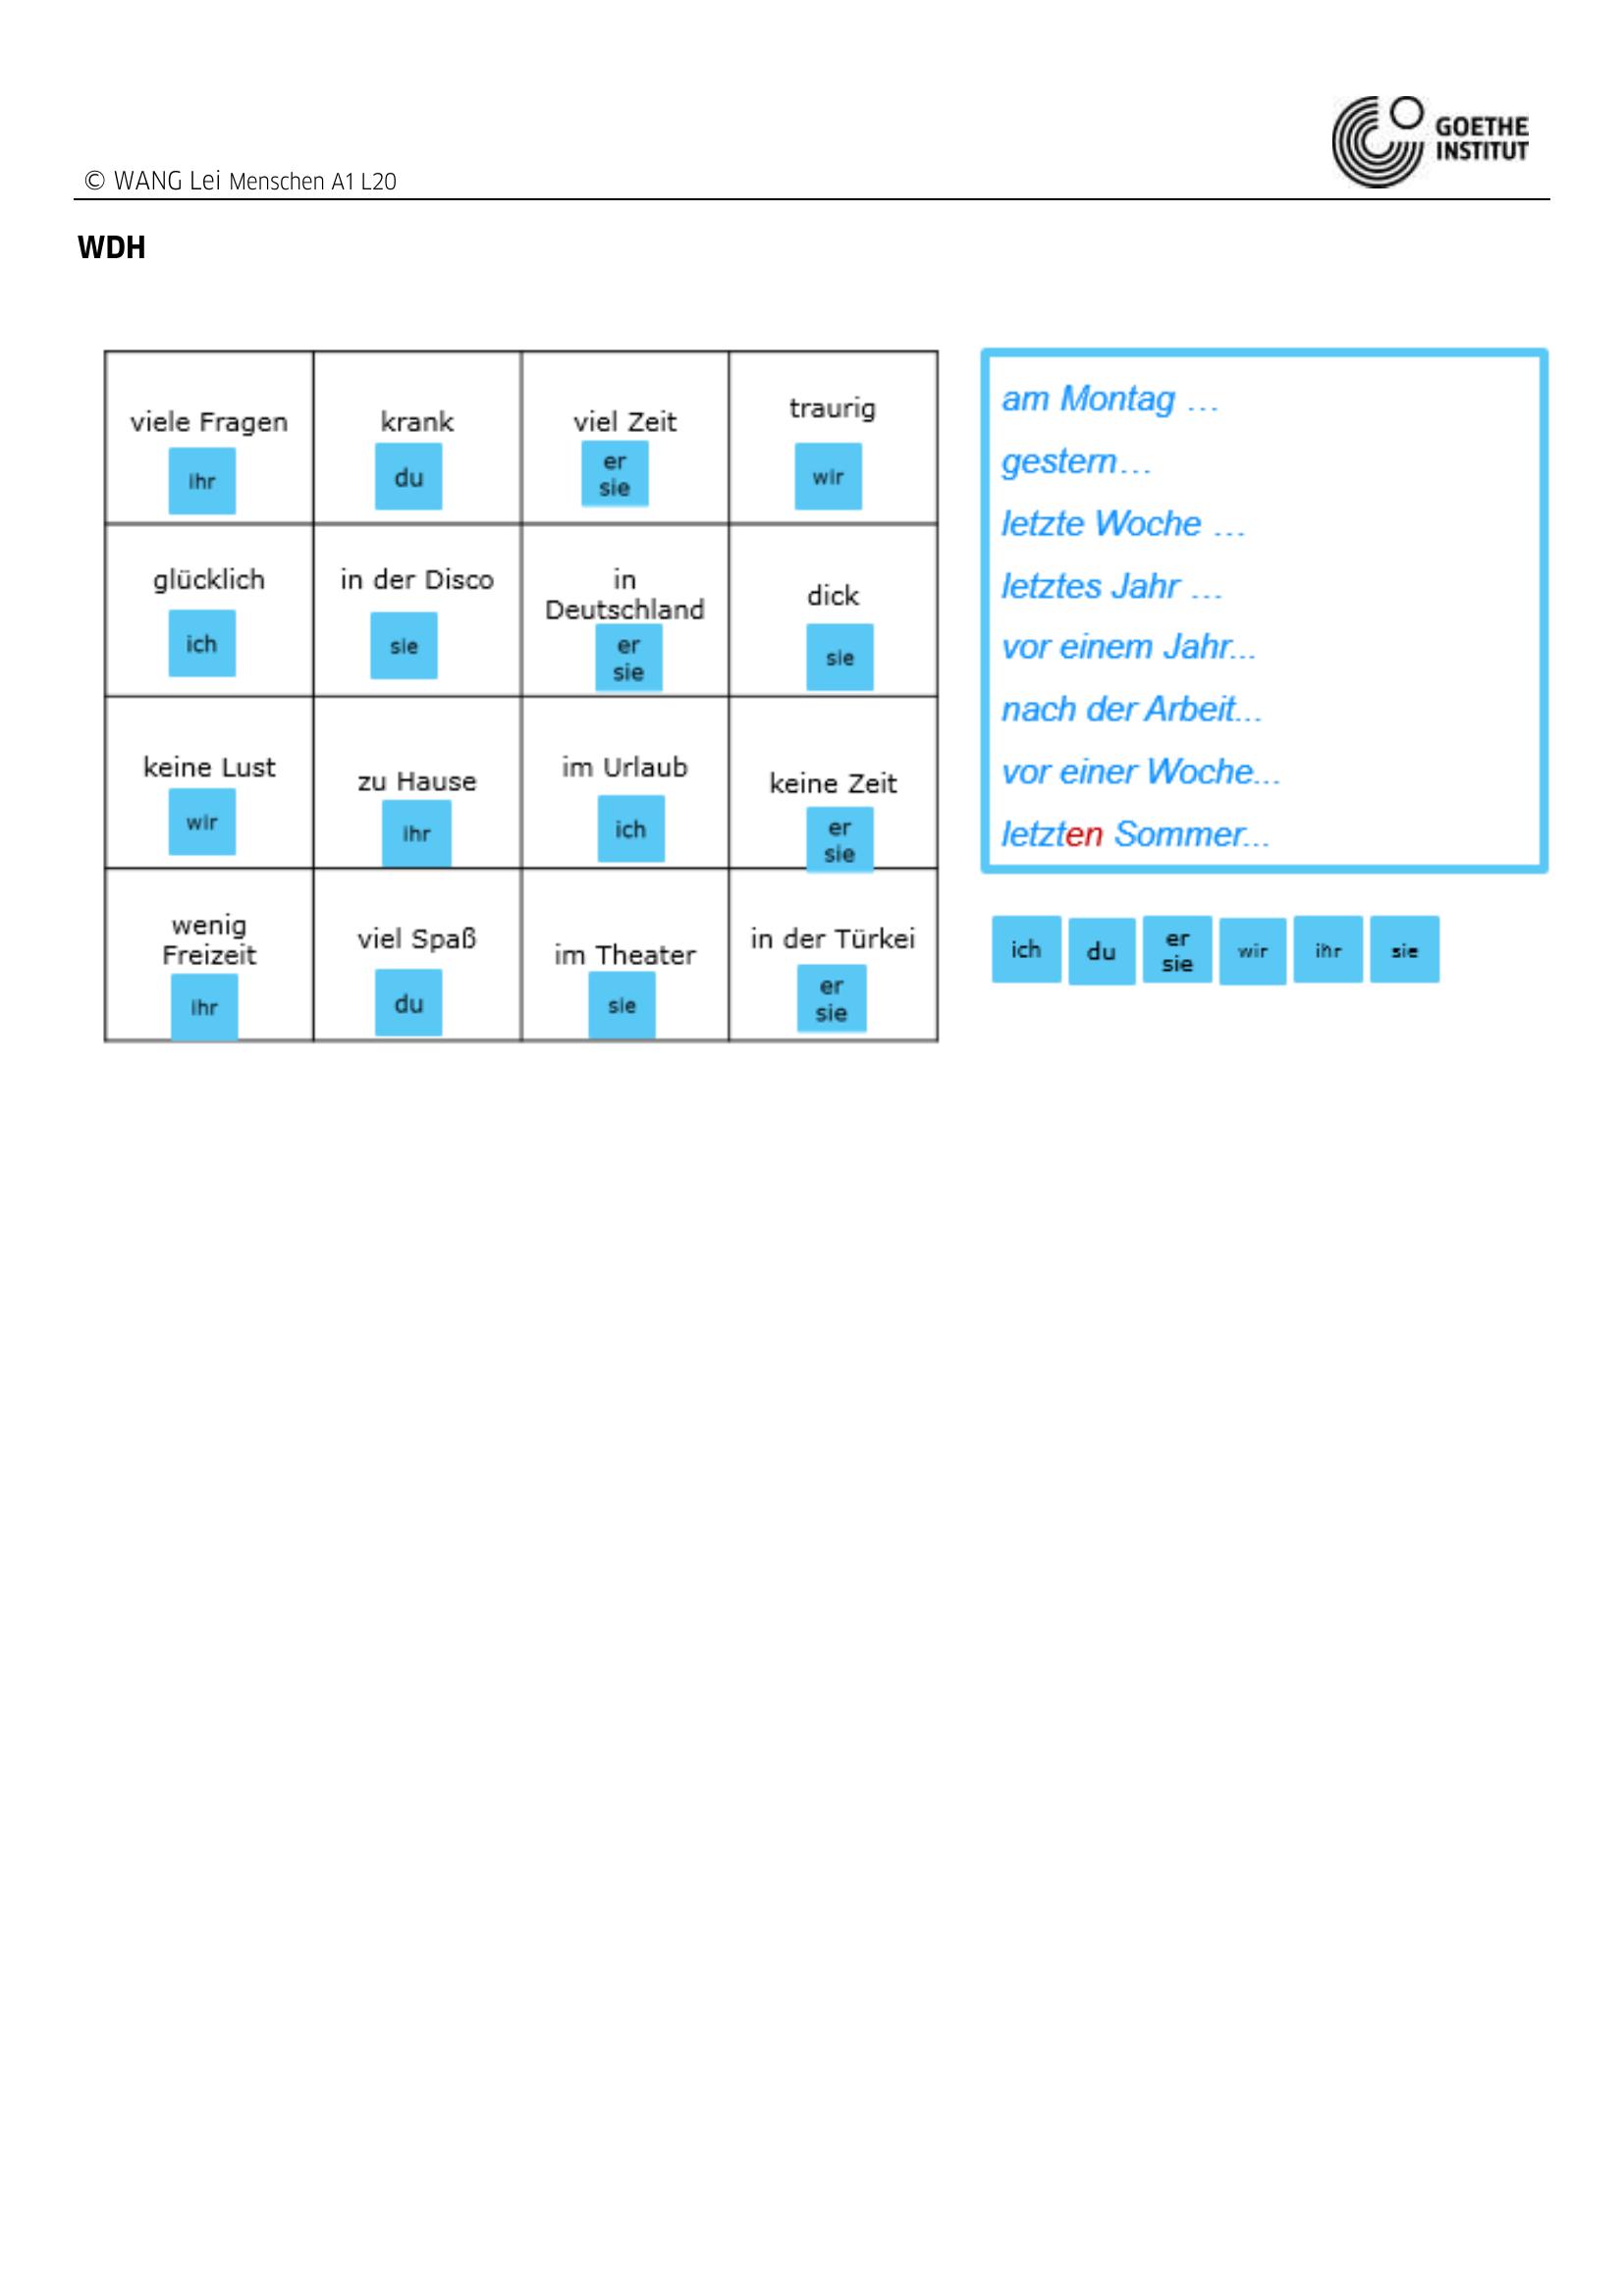 GOETHE
INSTITUT
© WANG Lei Menschen A1 L20
WDH
viele Fragen
ihr
krank
du
viel Zeit
er
sie
traurig
wir
glücklich
ich
in der Disco
sie
in
Deutschland
er
sie
dick
sie
keine Lust
wir
zu Hause
ihr
im Urlaub
ich
keine Zeit
er
sie
wenig
Freizeit
ihr
viel Spaß
du
im Theater
sie
in der Türkei
er
sie
am Montag ...
gestern...
letzte Woche ...
letztes Jahr ...
vor einem Jahr...
nach der Arbeit...
vor einer Woche...
letzten Sommer...
ich
du
er
sie
wir
ihr
sie